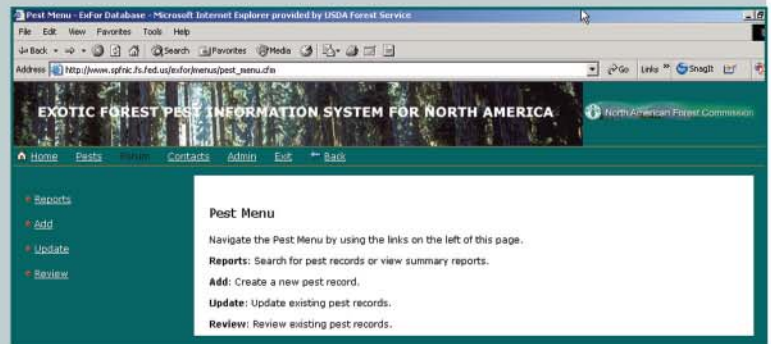 Pest Menu - ExFor Database - Microsoft Internet Explorer provided by USDA Forest Service
File Edit View Favorites Tools Help
Back Search Favorites Media
Address http://www.spfnic.fs.fed.us/exfor/menus/pest_menu.cfm Go Links » SnagIt
EXOTIC FOREST PEST INFORMATION SYSTEM FOR NORTH AMERICA North American Forest Commission
Home Pests Forum Contacts Admin Exit Back
Reports
Add
Update
Review
Pest Menu
Navigate the Pest Menu by using the links on the left of this page.
Reports: Search for pest records or view summary reports.
Add: Create a new pest record.
Update: Update existing pest records.
Review: Review existing pest records.